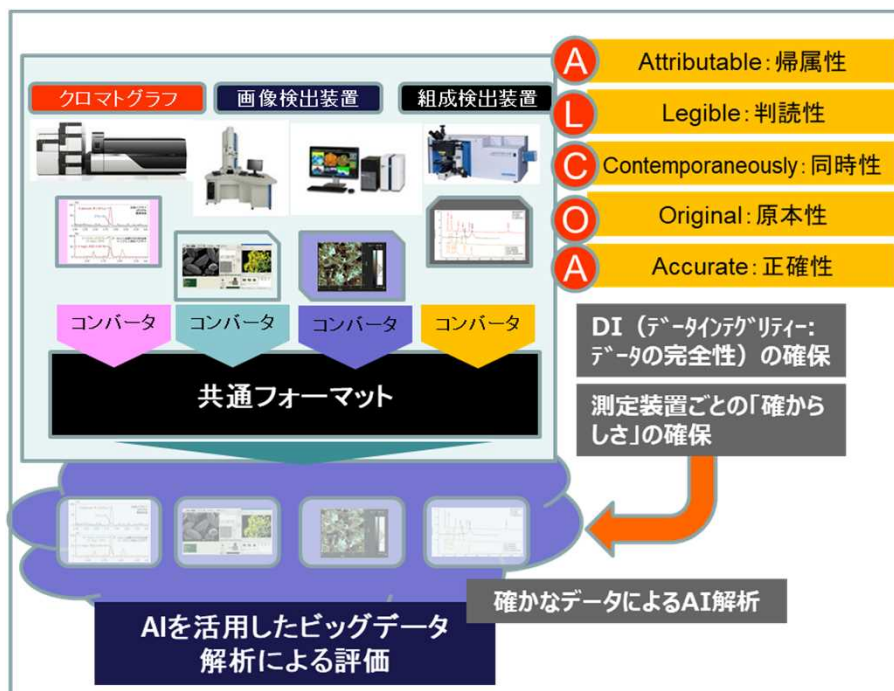 クロマトグラフ
画像検出装置
組成検出装置
A
Attributable：帰属性
L
Legible：判読性
C
Contemporaneously：同時性
O
Original：原本性
A
Accurate：正確性
コンバータ
コンバータ
コンバータ
コンバータ
共通フォーマット
DI（ﾃﾞｰﾀｲﾝﾃｸﾞﾘﾃｨｰ：
ﾃﾞｰﾀの完全性）の確保
測定装置ごとの「確から
しさ」の確保
確かなデータによるAI解析
AIを活用したビッグデータ
解析による評価